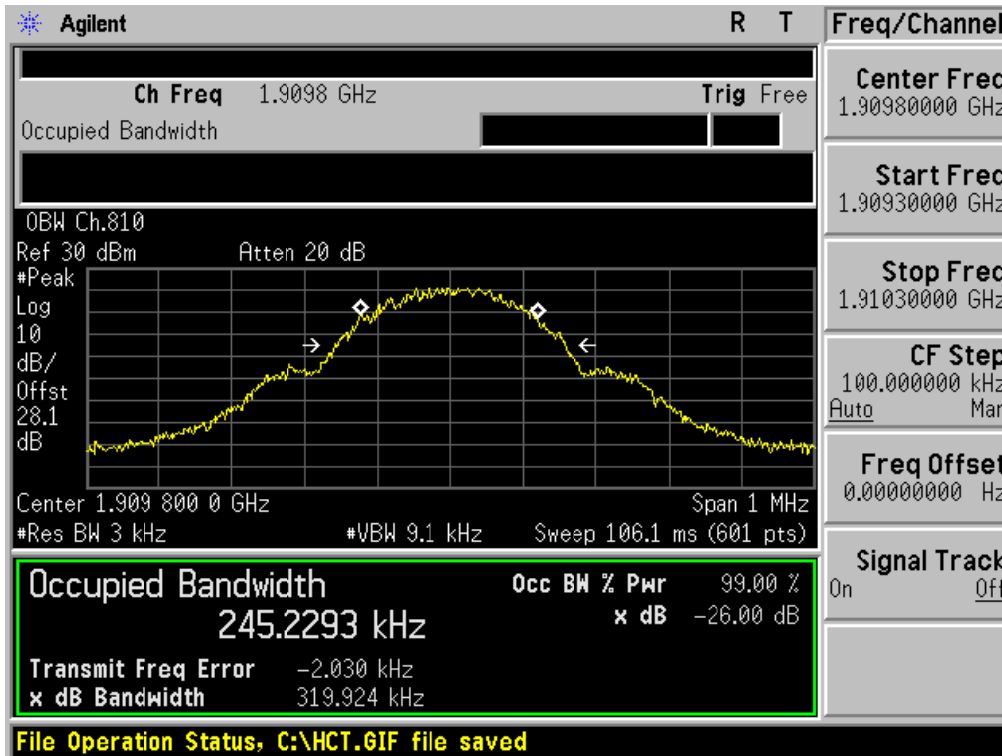 Agilent R T Freq/Channel
Ch Freq 1.9098 GHz Trig Free
Occupied Bandwidth
Center Freq
1.90980000 GHz
Start Freq
1.90930000 GHz
Stop Freq
1.91030000 GHz
CF Step
100.000000 kHz
Auto Man
Freq Offset
0.00000000 Hz
Signal Track
On Off
OBW Ch.810
Ref 30 dBm Atten 20 dB
#Peak
Log
10
dB/
Offst
28.1
dB
Center 1.909 800 0 GHz Span 1 MHz
#Res BW 3 kHz #VBW 9.1 kHz Sweep 106.1 ms (601 pts)
Occupied Bandwidth
245.2293 kHz
Occ BW % Pwr 99.00 %
x dB -26.00 dB
Transmit Freq Error -2.030 kHz
x dB Bandwidth 319.924 kHz
File Operation Status, C:\HCT.GIF file saved